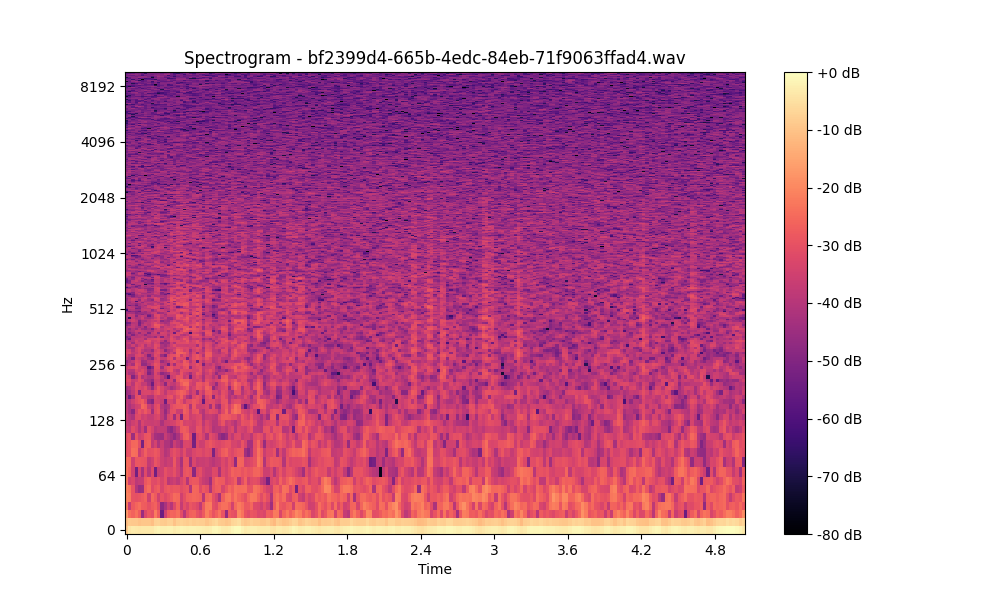 Spectrogram - bf2399d4-665b-4edc-84eb-71f9063ffad4.wav
8192
4096
2048
1024
512
256
128
64
0
Hz
0 0.6 1.2 1.8 2.4 3 3.6 4.2 4.8
Time
+0 dB
-10 dB
-20 dB
-30 dB
-40 dB
-50 dB
-60 dB
-70 dB
-80 dB